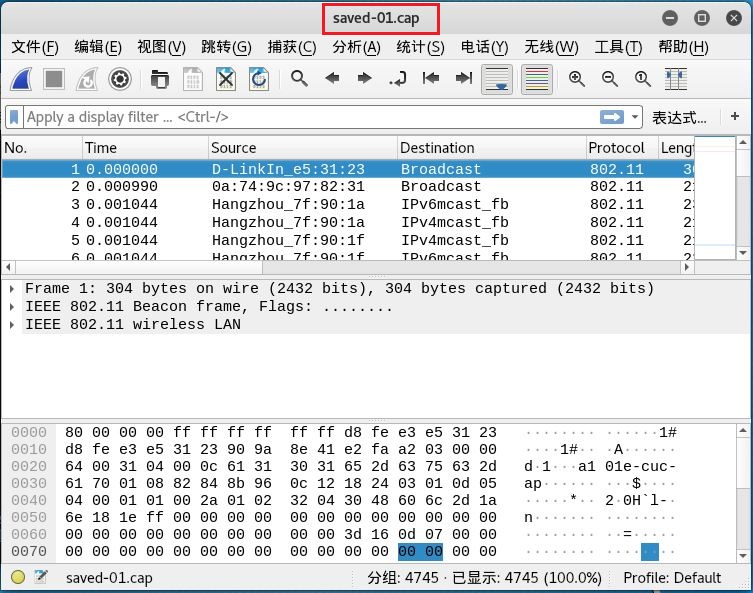 saved-01.cap
文件(F) 编辑(E) 视图(V) 跳转(G) 捕获(C) 分析(A) 统计(S) 电话(Y) 无线(W) 工具(T) 帮助(H)
Apply a display filter ... <Ctrl-/> 表达式... +
No. Time Source Destination Protocol Lengt
1 0.000000 D-LinkIn_e5:31:23 Broadcast 802.11 30
2 0.000990 0a:74:9c:97:82:31 Broadcast 802.11 21
3 0.001044 Hangzhou_7f:90:1a IPv6mcast_fb 802.11 23
4 0.001044 Hangzhou_7f:90:1a IPv4mcast_fb 802.11 21
5 0.001044 Hangzhou_7f:90:1f IPv4mcast_fb 802.11 21
6 0.001044 Hangzhou_7f:90:1f IPv6mcast_fb 802.11
Frame 1: 304 bytes on wire (2432 bits), 304 bytes captured (2432 bits)
IEEE 802.11 Beacon frame, Flags: ........
IEEE 802.11 wireless LAN
0000 80 00 00 00 ff ff ff ff ff ff d8 fe e3 e5 31 23 ········ ······1#
0010 d8 fe e3 e5 31 23 90 9a 8e 41 e2 fa a2 03 00 00 ····1#·· ·A······
0020 64 00 31 04 00 0c 61 31 30 31 65 2d 63 75 63 2d d·1···a1 01e-cuc-
0030 61 70 01 08 82 84 8b 96 0c 12 18 24 03 01 0d 05 ap······ ···$····
0040 04 00 01 01 00 2a 01 02 32 04 30 48 60 6c 2d 1a ·····*·· 2·0H`l-·
0050 6e 18 1e ff 00 00 00 00 00 00 00 00 00 00 00 00 n······· ········
0060 00 00 00 00 00 00 00 00 00 00 3d 16 0d 07 00 00 ········ ··=·····
0070 00 00 00 00 00 00 00 00 00 00 00 00 00 00 00 00 ········ ········
saved-01.cap 分组: 4745 · 已显示: 4745 (100.0%) Profile: Default